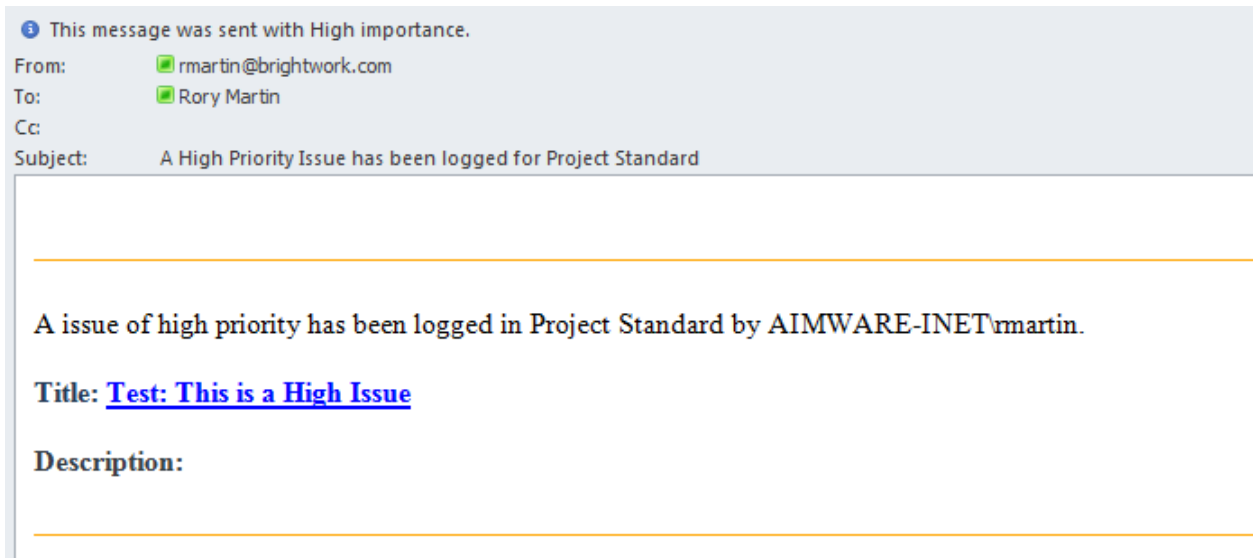 This message was sent with High importance.
From: rmartin@brightwork.com
To: Rory Martin
Cc:
Subject: A High Priority Issue has been logged for Project Standard
A issue of high priority has been logged in Project Standard by AIMWARE-INET\rmartin.
Title: Test: This is a High Issue
Description: